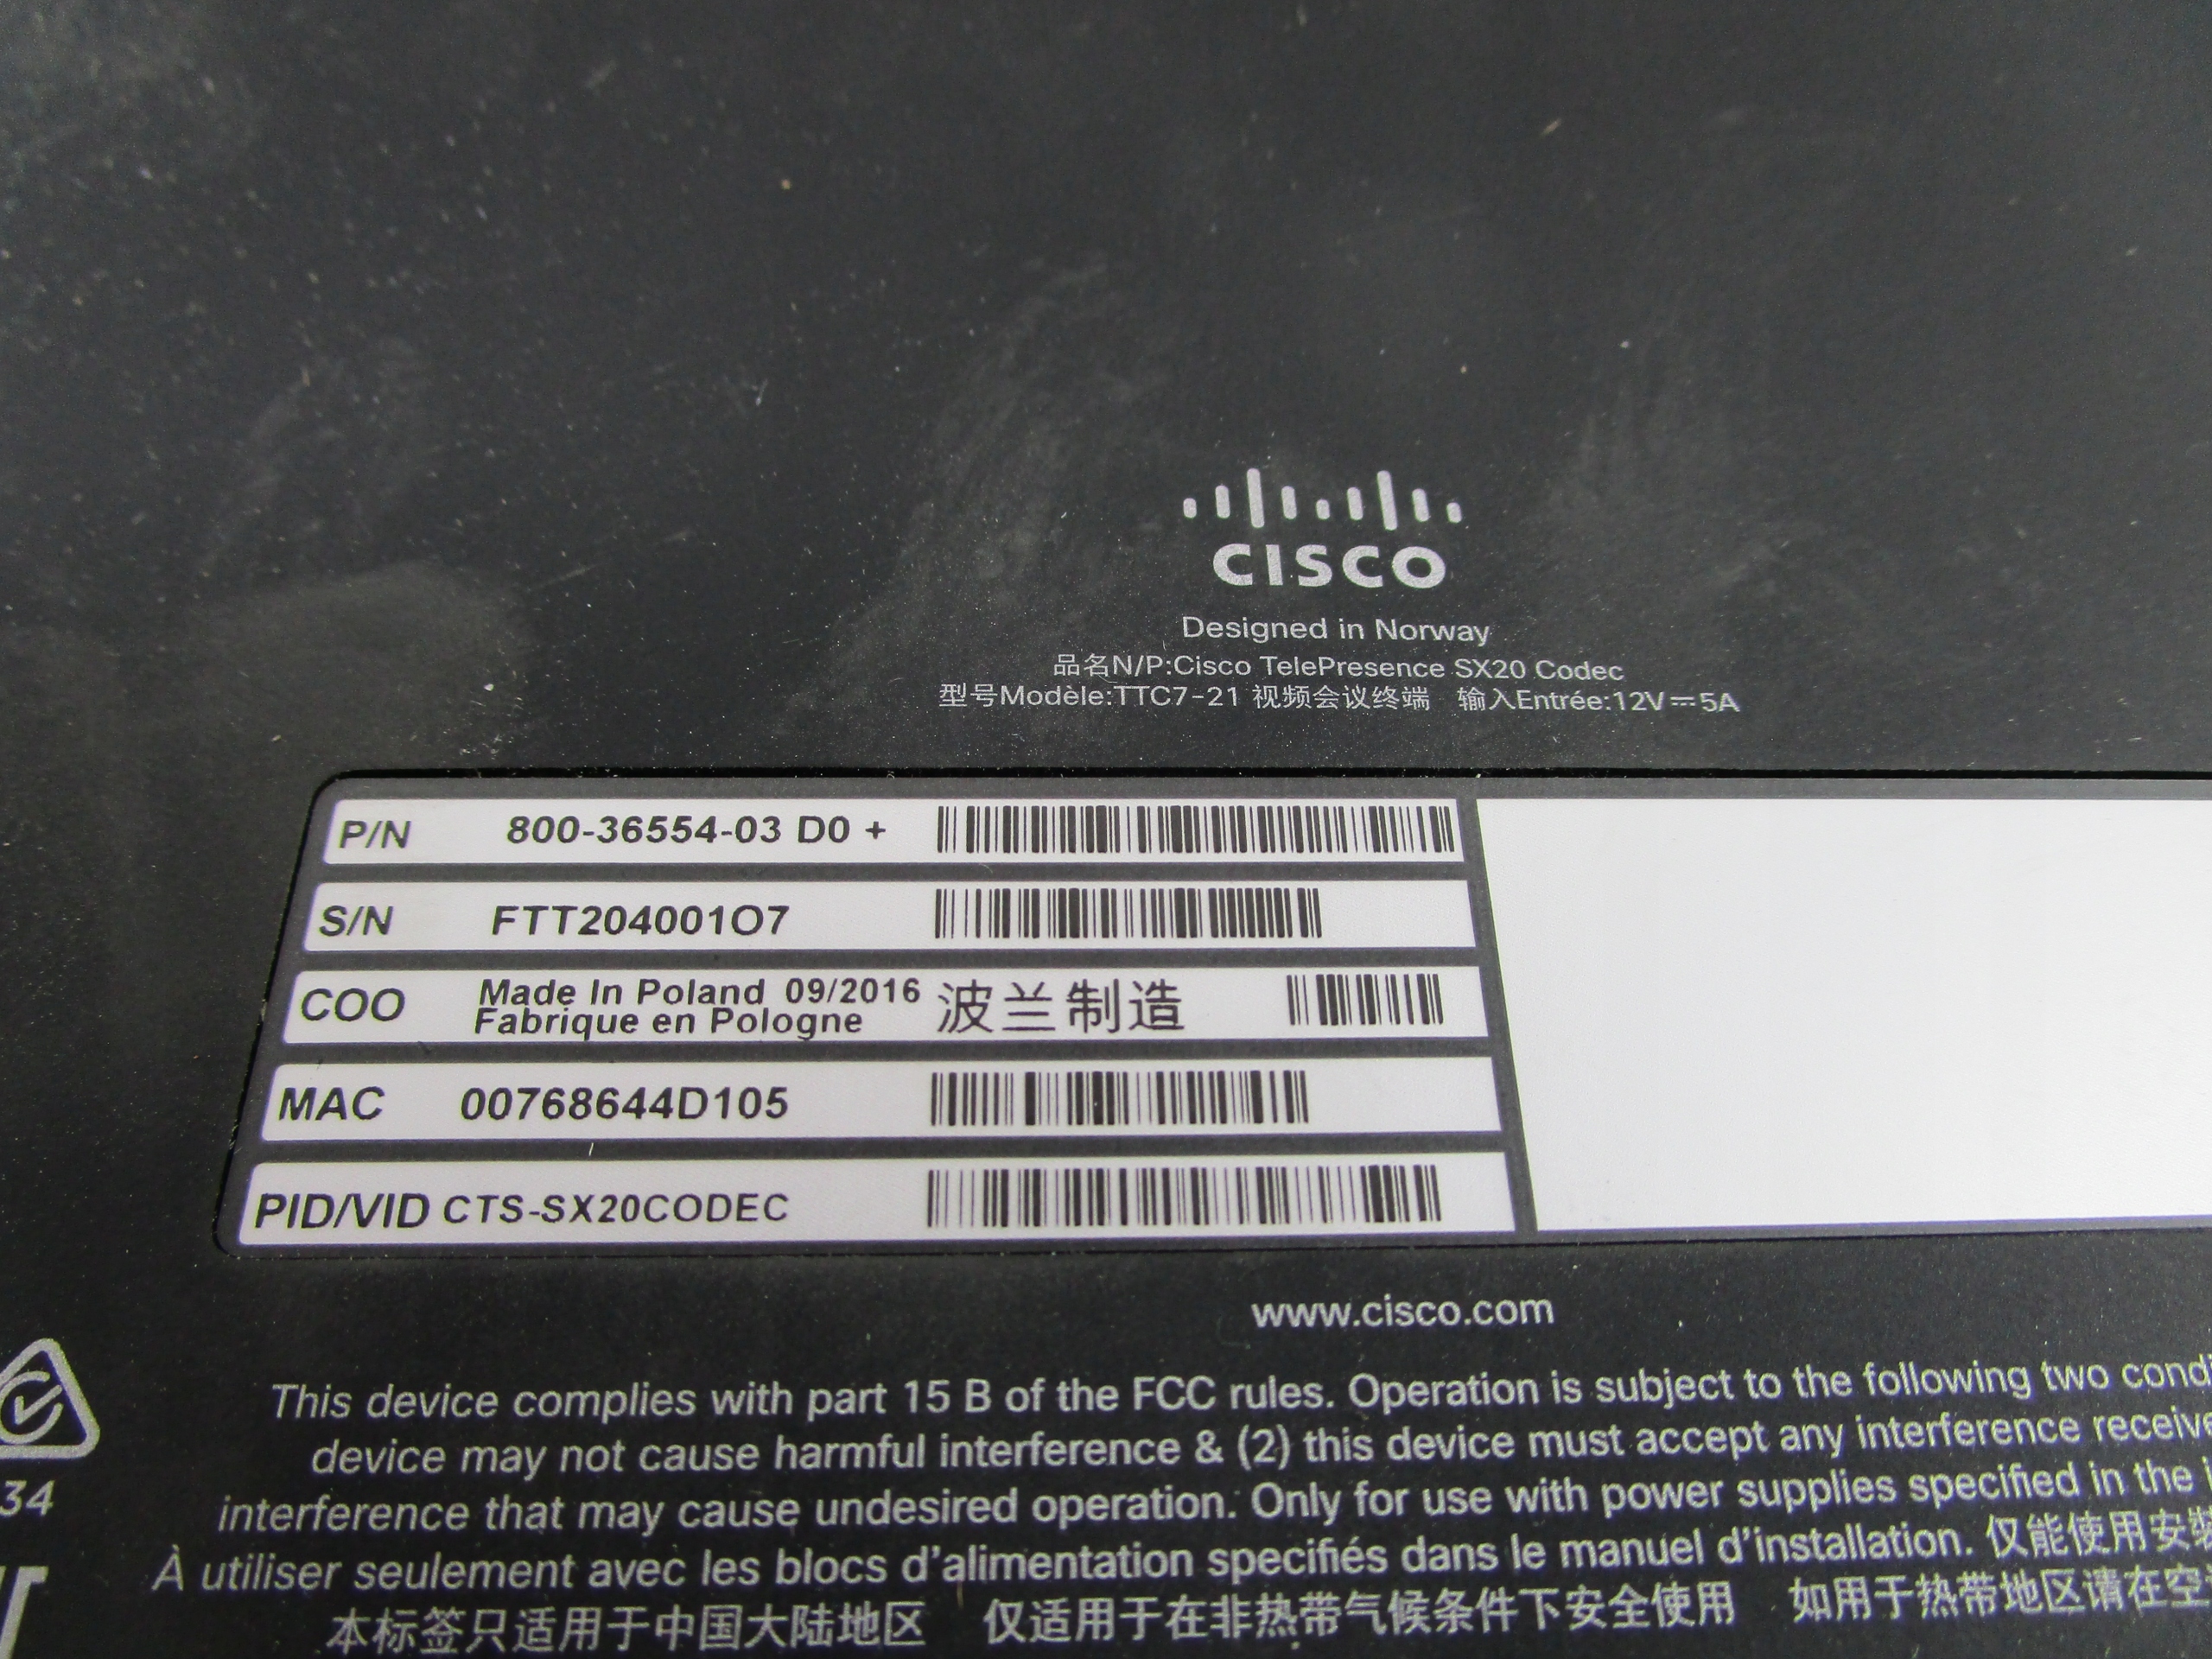 CISCO
Designed in Norway
品名N/P:Cisco TelePresence SX20 Codec
型号Modèle:TTC7-21 视频会议终端 输入Entrée:12V⎓5A
P/N 800-36554-03 D0 +
S/N FTT204001O7
COO Made In Poland 09/2016 波兰制造
Fabrique en Pologne
MAC 00768644D105
PID/VID CTS-SX20CODEC
www.cisco.com
This device complies with part 15 B of the FCC rules. Operation is subject to the following two condi
device may not cause harmful interference & (2) this device must accept any interference receive
interference that may cause undesired operation. Only for use with power supplies specified in the i
34
À utiliser seulement avec les blocs d'alimentation spécifiés dans le manuel d'installation. 仅能使用安装
本标签只适用于中国大陆地区 仅适用于在非热带气候条件下安全使用 如用于热带地区请在空